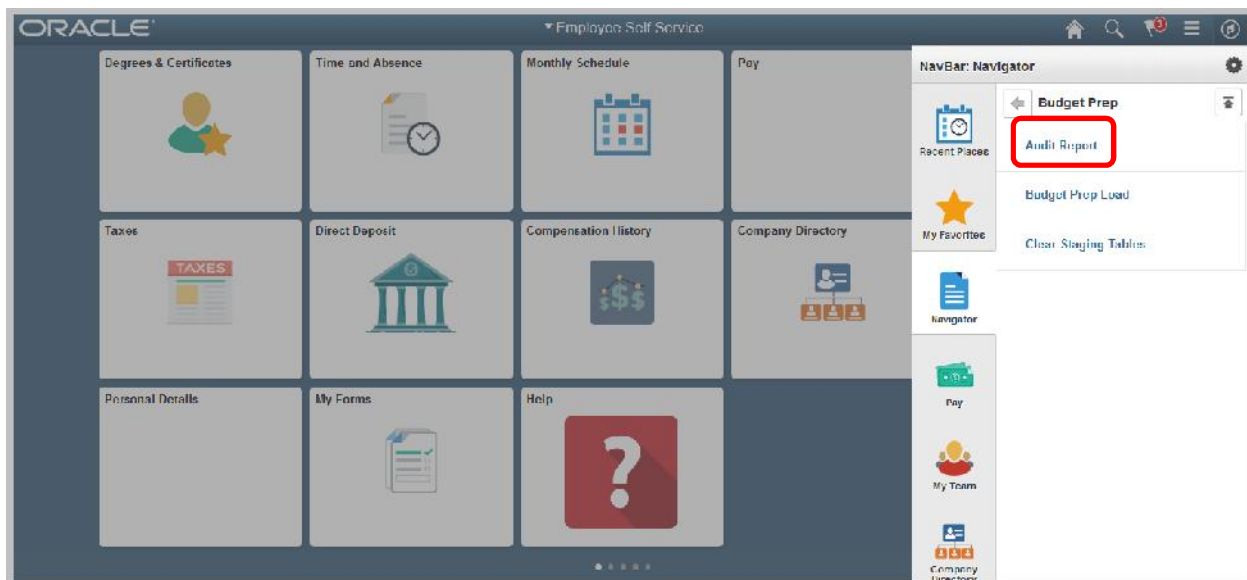 ORACLE
Employee Self Service
3
Degrees & Certificates
Time and Absence
Monthly Schedule
Pay
Taxes
TAXES
Direct Deposit
Compensation History
$$$
Company Directory
Personal Details
My Forms
Help
?
NavBar: Navigator
Recent Places
My Favorites
Navigator
Pay
My Team
Company
Directory
Budget Prep
Audit Report
Budget Prep Load
Clear Staging Tables